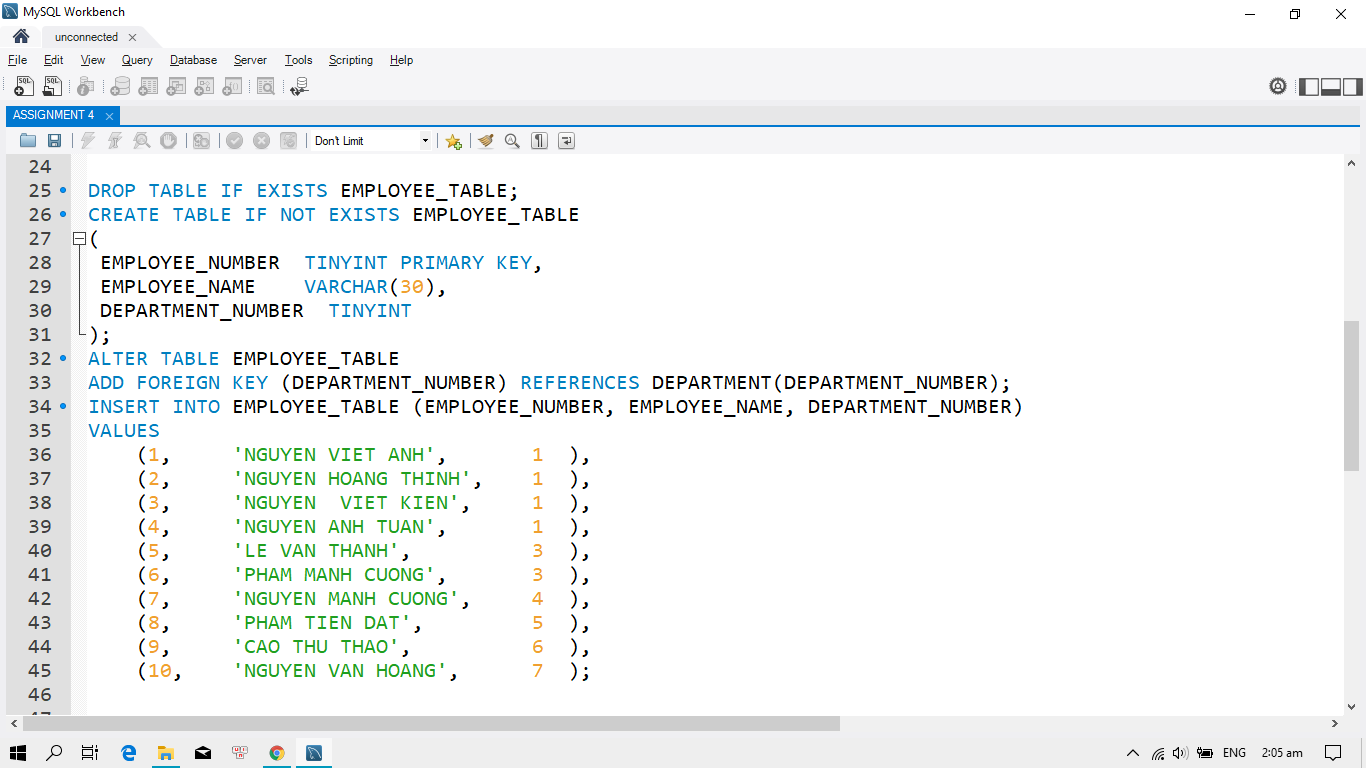 MySQL Workbench
unconnected
File Edit View Query Database Server Tools Scripting Help
ASSIGNMENT 4
Don't Limit
24
25 DROP TABLE IF EXISTS EMPLOYEE_TABLE;
26 CREATE TABLE IF NOT EXISTS EMPLOYEE_TABLE
27 (
28 EMPLOYEE_NUMBER TINYINT PRIMARY KEY,
29 EMPLOYEE_NAME VARCHAR(30),
30 DEPARTMENT_NUMBER TINYINT
31 );
32 ALTER TABLE EMPLOYEE_TABLE
33 ADD FOREIGN KEY (DEPARTMENT_NUMBER) REFERENCES DEPARTMENT(DEPARTMENT_NUMBER);
34 INSERT INTO EMPLOYEE_TABLE (EMPLOYEE_NUMBER, EMPLOYEE_NAME, DEPARTMENT_NUMBER)
35 VALUES
36 (1, 'NGUYEN VIET ANH', 1 ),
37 (2, 'NGUYEN HOANG THINH', 1 ),
38 (3, 'NGUYEN  VIET KIEN', 1 ),
39 (4, 'NGUYEN ANH TUAN', 1 ),
40 (5, 'LE VAN THANH', 3 ),
41 (6, 'PHAM MANH CUONG', 3 ),
42 (7, 'NGUYEN MANH CUONG', 4 ),
43 (8, 'PHAM TIEN DAT', 5 ),
44 (9, 'CAO THU THAO', 6 ),
45 (10, 'NGUYEN VAN HOANG', 7 );
46
ENG 2:05 am